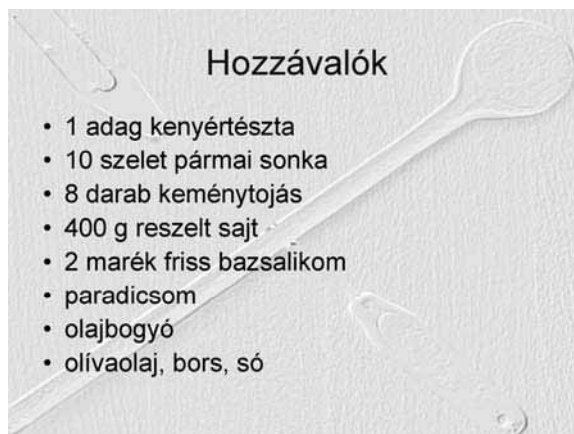 Hozzávalók
• 1 adag kenyértészta
• 10 szelet pármai sonka
• 8 darab keménytojás
• 400 g reszelt sajt
• 2 marék friss bazsalikom
• paradicsom
• olajbogyó
• olívaolaj, bors, só